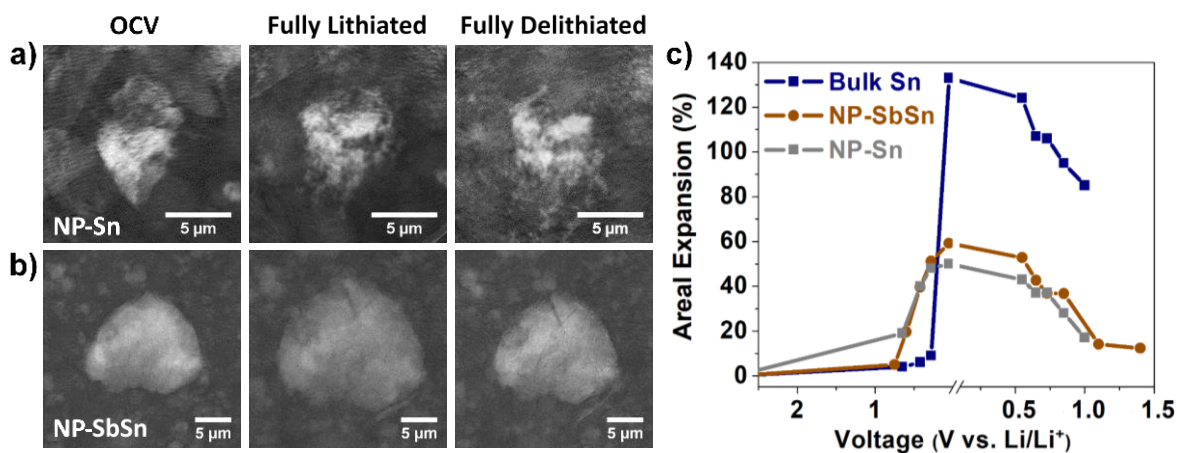 OCV
Fully Lithiated
Fully Delithiated
a)
5 µm
5 µm
5 µm
NP-Sn
b)
5 µm
5 µm
5 µm
NP-SbSn
c)
Areal Expansion (%)
140
120
100
80
60
40
20
0
Bulk Sn
NP-SbSn
NP-Sn
2
1
0.5
1.0
1.5
Voltage (V vs. Li/Li⁺)